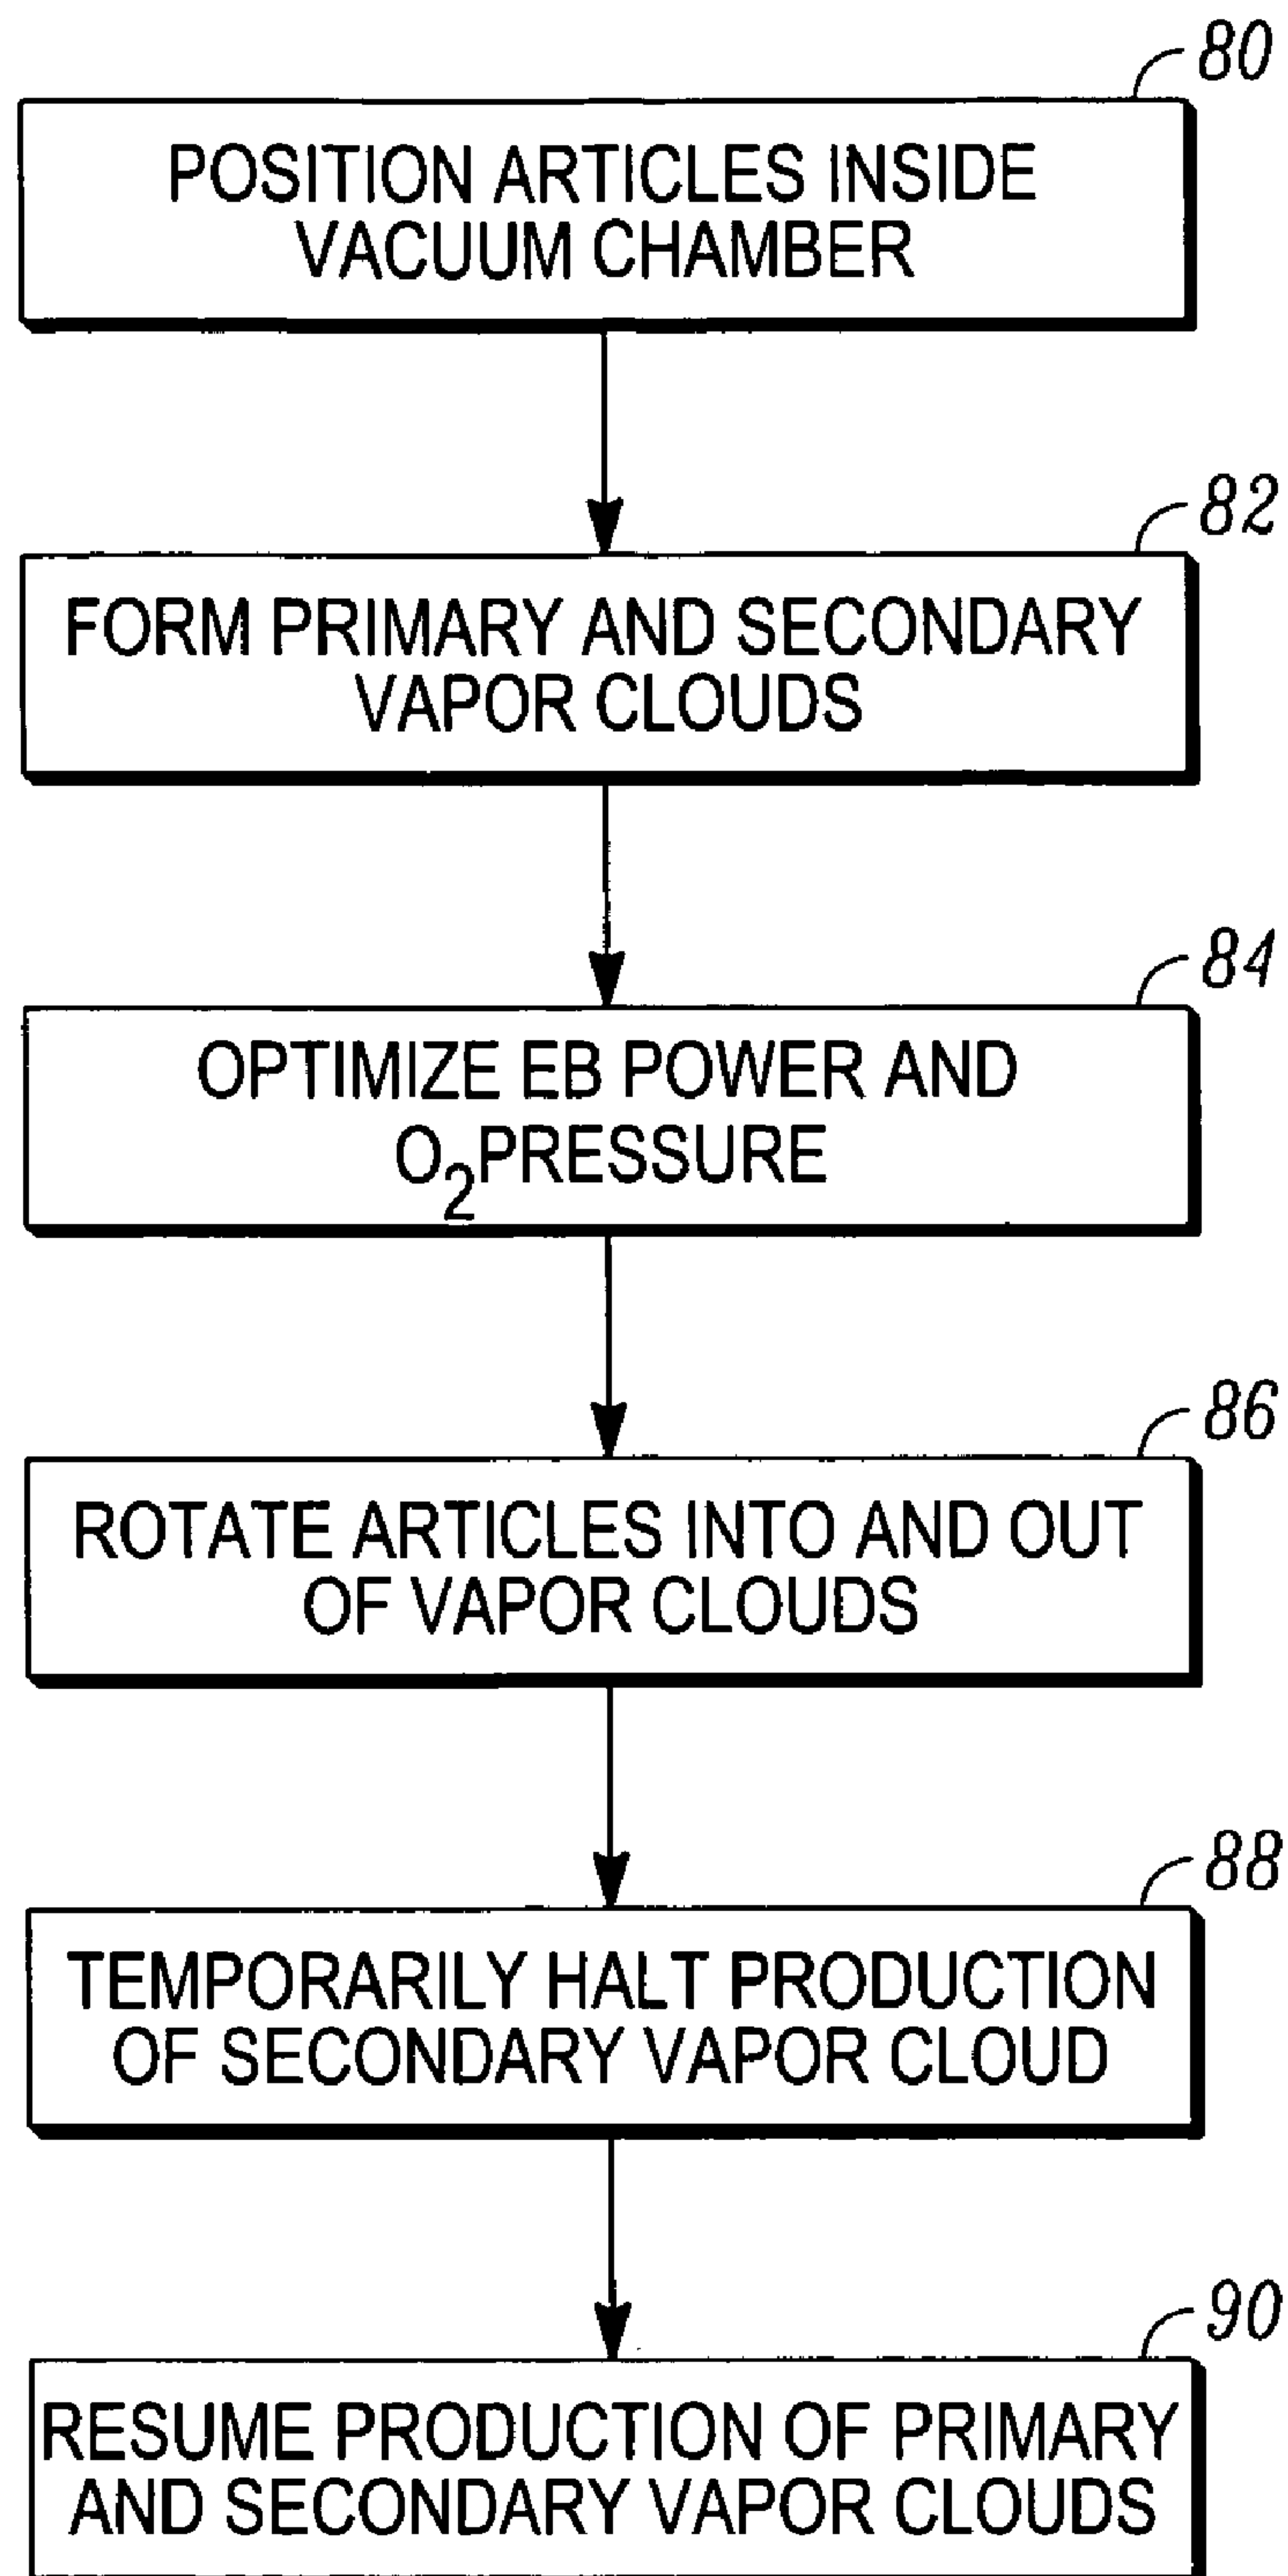 80
POSITION ARTICLES INSIDE
VACUUM CHAMBER
82
FORM PRIMARY AND SECONDARY
VAPOR CLOUDS
84
OPTIMIZE EB POWER AND
O₂ PRESSURE
86
ROTATE ARTICLES INTO AND OUT
OF VAPOR CLOUDS
88
TEMPORARILY HALT PRODUCTION
OF SECONDARY VAPOR CLOUD
90
RESUME PRODUCTION OF PRIMARY
AND SECONDARY VAPOR CLOUDS